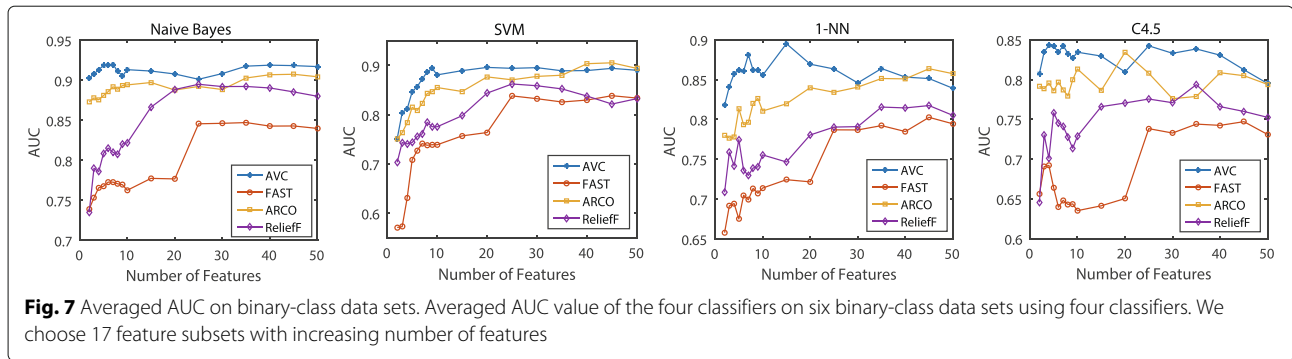 Naive Bayes
0.95
0.9
0.85
0.8
0.75
0.7
AUC
0 10 20 30 40 50
Number of Features
AVC
FAST
ARCO
ReliefF
SVM
0.9
0.8
0.7
0.6
AUC
0 10 20 30 40 50
Number of Features
AVC
FAST
ARCO
ReliefF
1-NN
0.9
0.85
0.8
0.75
0.7
0.65
AUC
0 10 20 30 40 50
Number of Features
AVC
FAST
ARCO
ReliefF
C4.5
0.85
0.8
0.75
0.7
0.65
0.6
AUC
0 10 20 30 40 50
Number of Features
AVC
FAST
ARCO
ReliefF
Fig. 7 Averaged AUC on binary-class data sets. Averaged AUC value of the four classifiers on six binary-class data sets using four classifiers. We
choose 17 feature subsets with increasing number of features